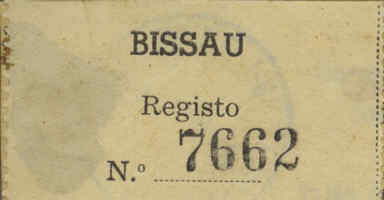 BISSAU
Registo
N.º 7662